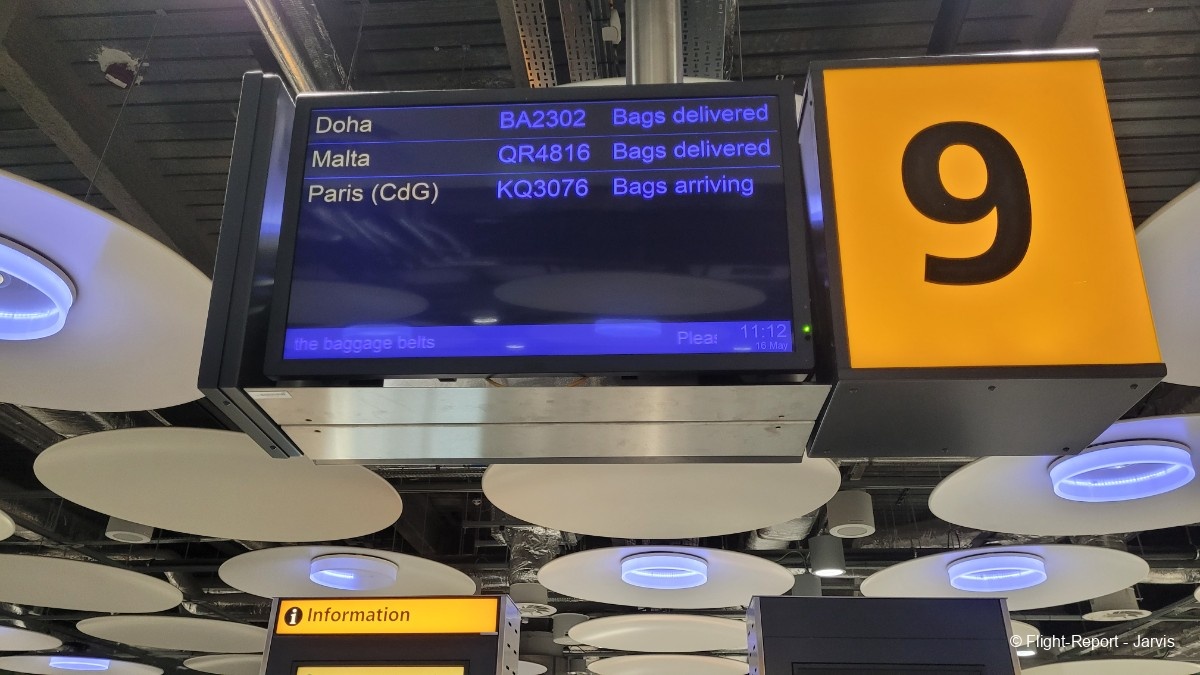 Doha BA2302 Bags delivered
Malta QR4816 Bags delivered
Paris (CdG) KQ3076 Bags arriving
the baggage belts Pleas 11:12
16 May
9
i Information
© Flight-Report - Jarvis